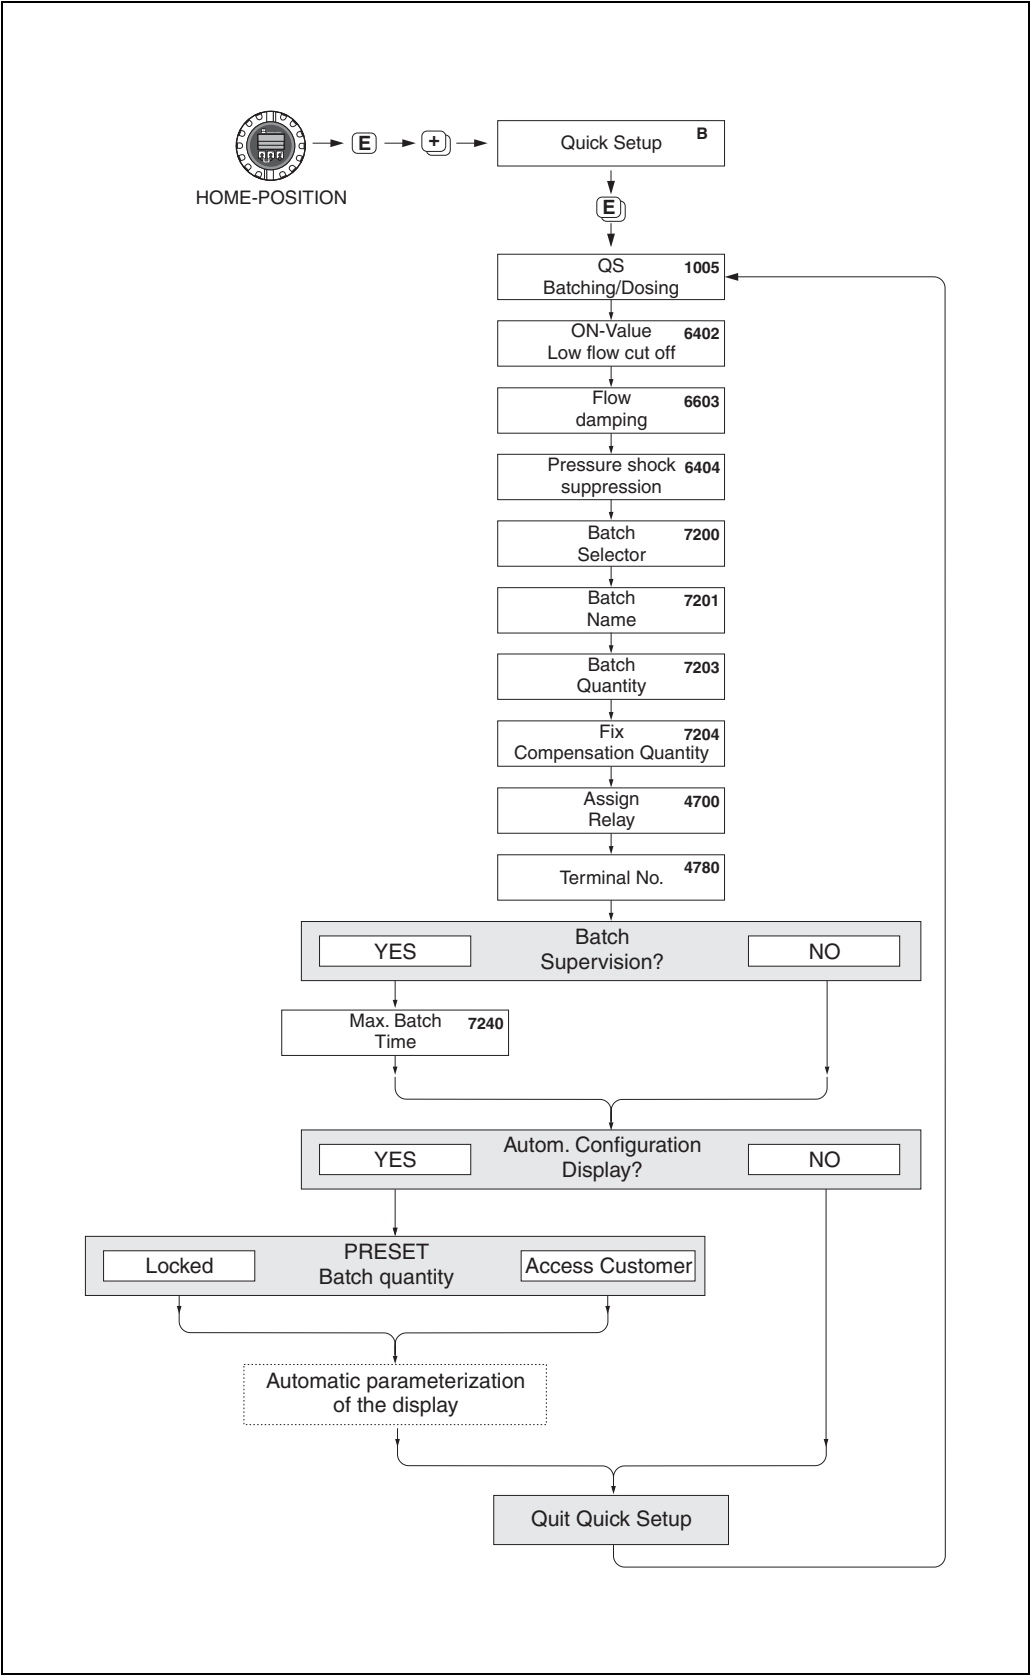 E
+
Quick Setup B
HOME-POSITION
E
QS 1005
Batching/Dosing
ON-Value 6402
Low flow cut off
Flow 6603
damping
Pressure shock 6404
suppression
Batch 7200
Selector
Batch 7201
Name
Batch 7203
Quantity
Fix 7204
Compensation Quantity
Assign 4700
Relay
Terminal No. 4780
YES
Batch
Supervision?
NO
Max. Batch 7240
Time
YES
Autom. Configuration
Display?
NO
Locked
PRESET
Batch quantity
Access Customer
Automatic parameterization
of the display
Quit Quick Setup